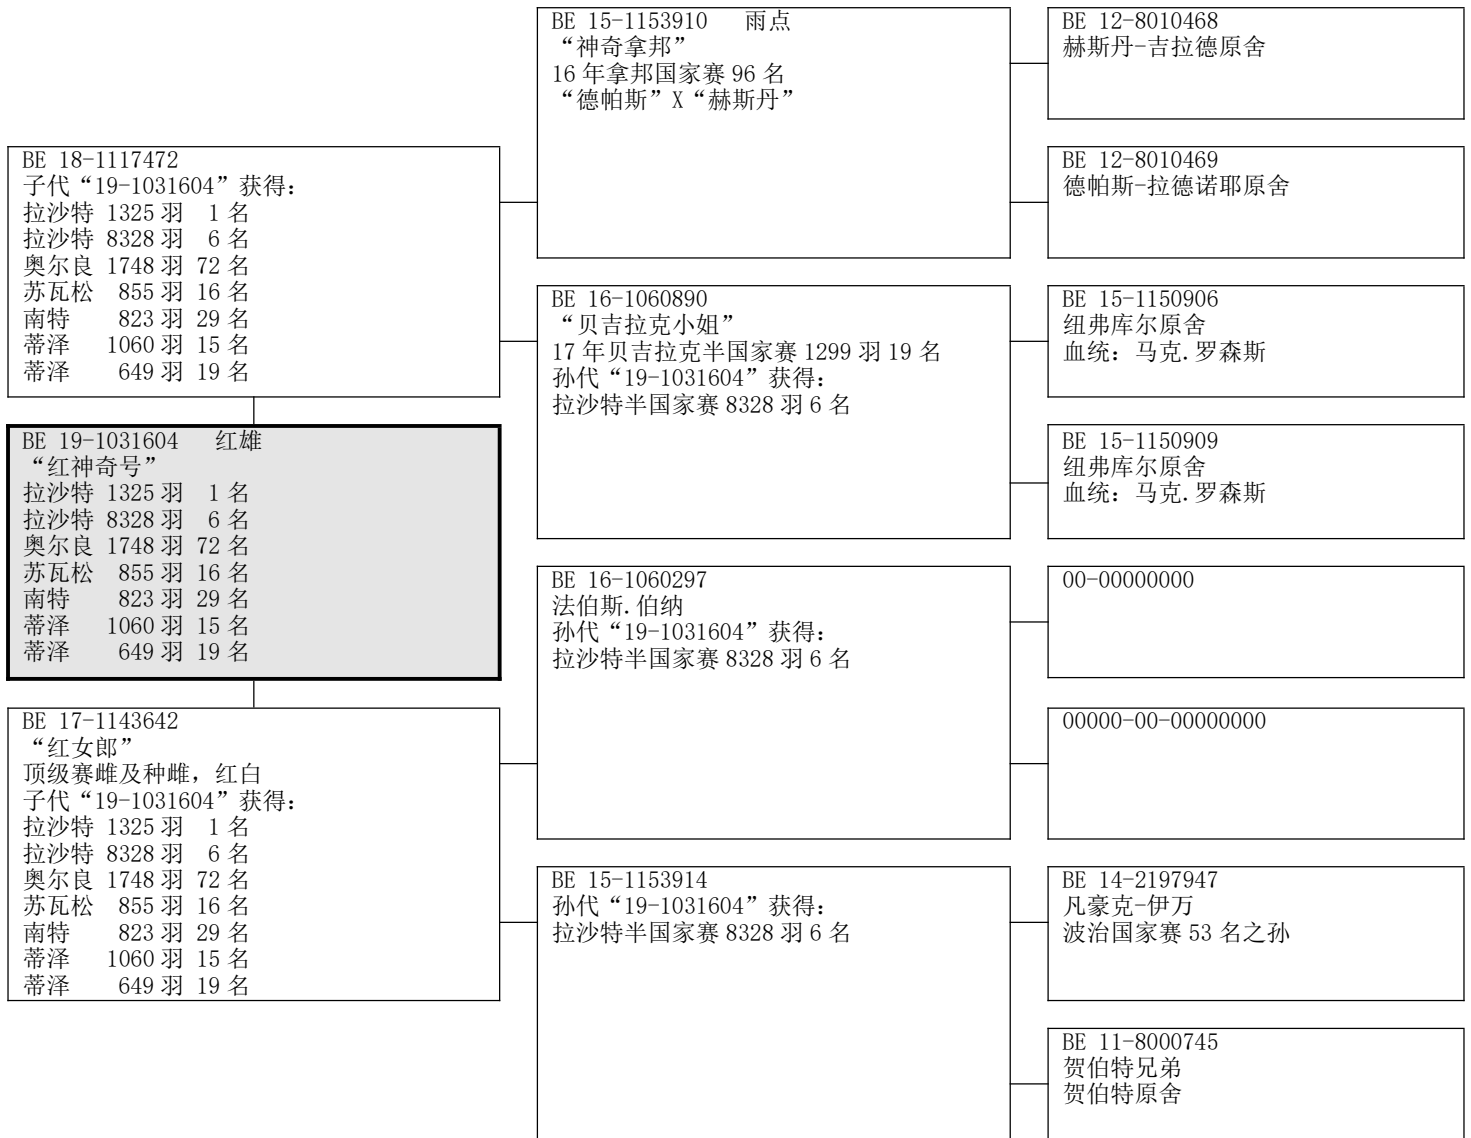 BE 18-1117472
子代“19-1031604”获得：
拉沙特 1325 羽 1 名
拉沙特 8328 羽 6 名
奥尔良 1748 羽 72 名
苏瓦松 855 羽 16 名
南特 823 羽 29 名
蒂泽 1060 羽 15 名
蒂泽 649 羽 19 名
BE 19-1031604 红雄
“红神奇号”
拉沙特 1325 羽 1 名
拉沙特 8328 羽 6 名
奥尔良 1748 羽 72 名
苏瓦松 855 羽 16 名
南特 823 羽 29 名
蒂泽 1060 羽 15 名
蒂泽 649 羽 19 名
BE 17-1143642
“红女郎”
顶级赛雌及种雌，红白
子代“19-1031604”获得：
拉沙特 1325 羽 1 名
拉沙特 8328 羽 6 名
奥尔良 1748 羽 72 名
苏瓦松 855 羽 16 名
南特 823 羽 29 名
蒂泽 1060 羽 15 名
蒂泽 649 羽 19 名
BE 15-1153910 雨点
“神奇拿邦”
16 年拿邦国家赛 96 名
“德帕斯”X“赫斯丹”
BE 16-1060890
“贝吉拉克小姐”
17 年贝吉拉克半国家赛 1299 羽 19 名
孙代“19-1031604”获得：
拉沙特半国家赛 8328 羽 6 名
BE 16-1060297
法伯斯.伯纳
孙代“19-1031604”获得：
拉沙特半国家赛 8328 羽 6 名
BE 15-1153914
孙代“19-1031604”获得：
拉沙特半国家赛 8328 羽 6 名
BE 12-8010468
赫斯丹-吉拉德原舍
BE 12-8010469
德帕斯-拉德诺耶原舍
BE 15-1150906
纽弗库尔原舍
血统：马克.罗森斯
BE 15-1150909
纽弗库尔原舍
血统：马克.罗森斯
00-00000000
00000-00-00000000
BE 14-2197947
凡豪克-伊万
波治国家赛 53 名之孙
BE 11-8000745
贺伯特兄弟
贺伯特原舍